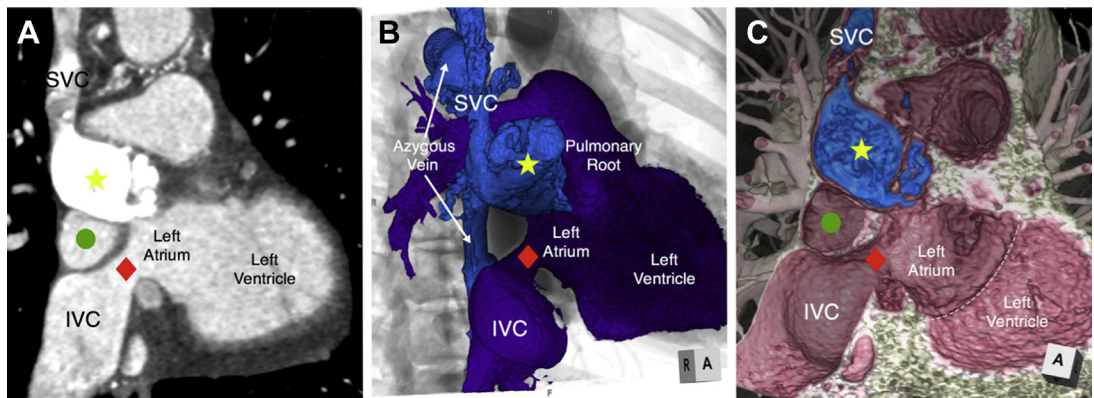 A
SVC
Left
Atrium
Left
Ventricle
IVC
B
SVC
Azygous
Vein
Pulmonary
Root
Left
Atrium
Left
Ventricle
IVC
H
R
F
R A
C
SVC
Left
Atrium
Left
Ventricle
IVC
A